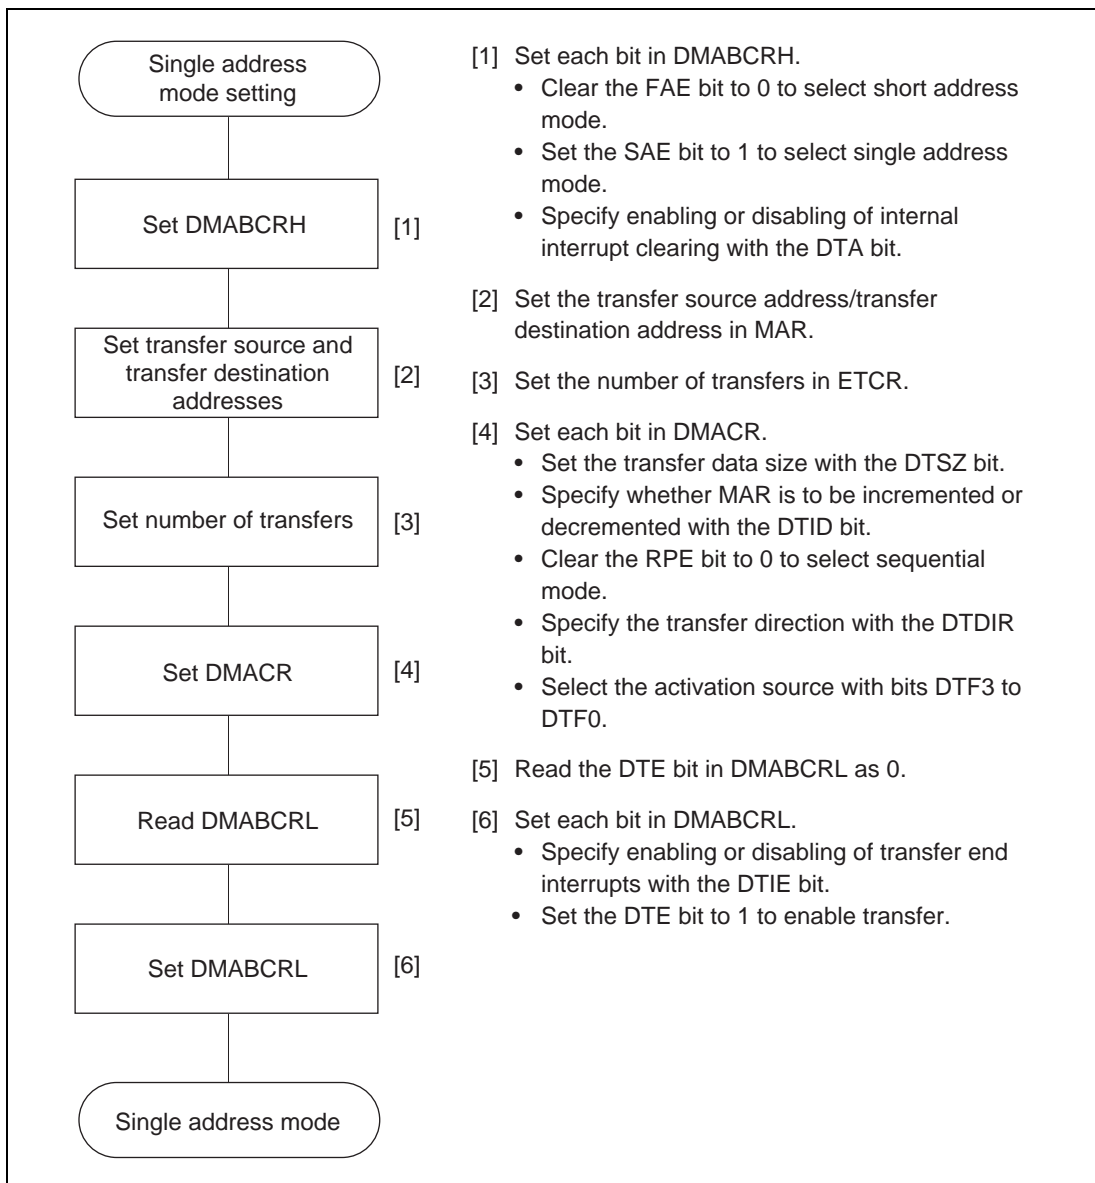 Single address
mode setting
Set DMABCRH
[1]
Set transfer source and
transfer destination
addresses
[2]
Set number of transfers
[3]
Set DMACR
[4]
Read DMABCRL
[5]
Set DMABCRL
[6]
Single address mode
[1] Set each bit in DMABCRH.
• Clear the FAE bit to 0 to select short address
mode.
• Set the SAE bit to 1 to select single address
mode.
• Specify enabling or disabling of internal
interrupt clearing with the DTA bit.
[2] Set the transfer source address/transfer
destination address in MAR.
[3] Set the number of transfers in ETCR.
[4] Set each bit in DMACR.
• Set the transfer data size with the DTSZ bit.
• Specify whether MAR is to be incremented or
decremented with the DTID bit.
• Clear the RPE bit to 0 to select sequential
mode.
• Specify the transfer direction with the DTDIR
bit.
• Select the activation source with bits DTF3 to
DTF0.
[5] Read the DTE bit in DMABCRL as 0.
[6] Set each bit in DMABCRL.
• Specify enabling or disabling of transfer end
interrupts with the DTIE bit.
• Set the DTE bit to 1 to enable transfer.